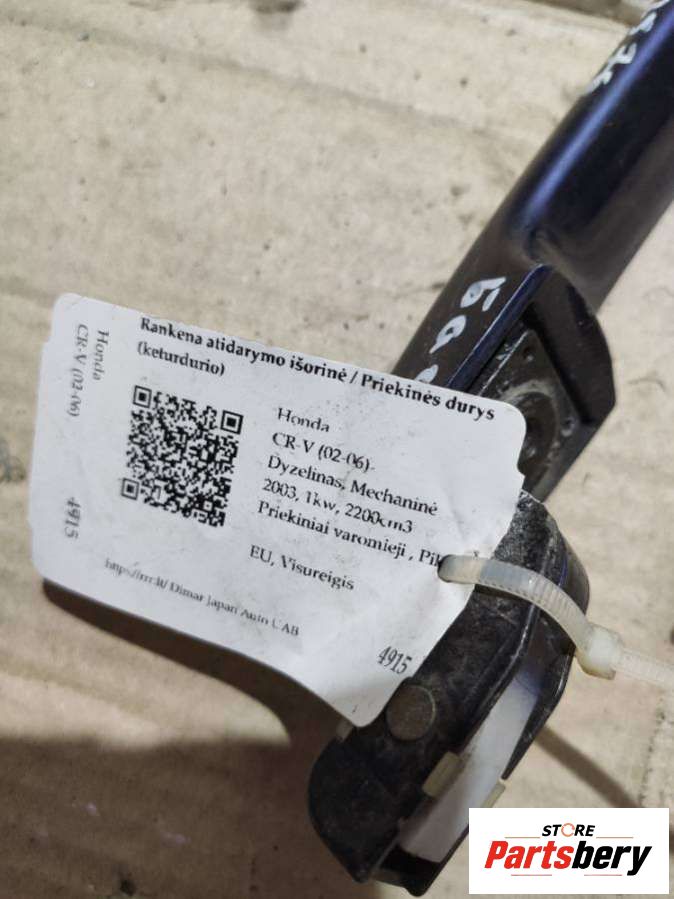 Rankena atidarymo išorinė / Priekinės durys
(keturdurio)
Honda
CR-V (02-06)-
Dyzelinas, Mechaninė
2003, 1kw, 2200cm3
Priekiniai varomieji , Pil
EU, Visureigis
https://rrr.lt/ Dimar Japan Auto UAB
4915
Honda
CR-V (02-06)
4915
STORE
Partsbery